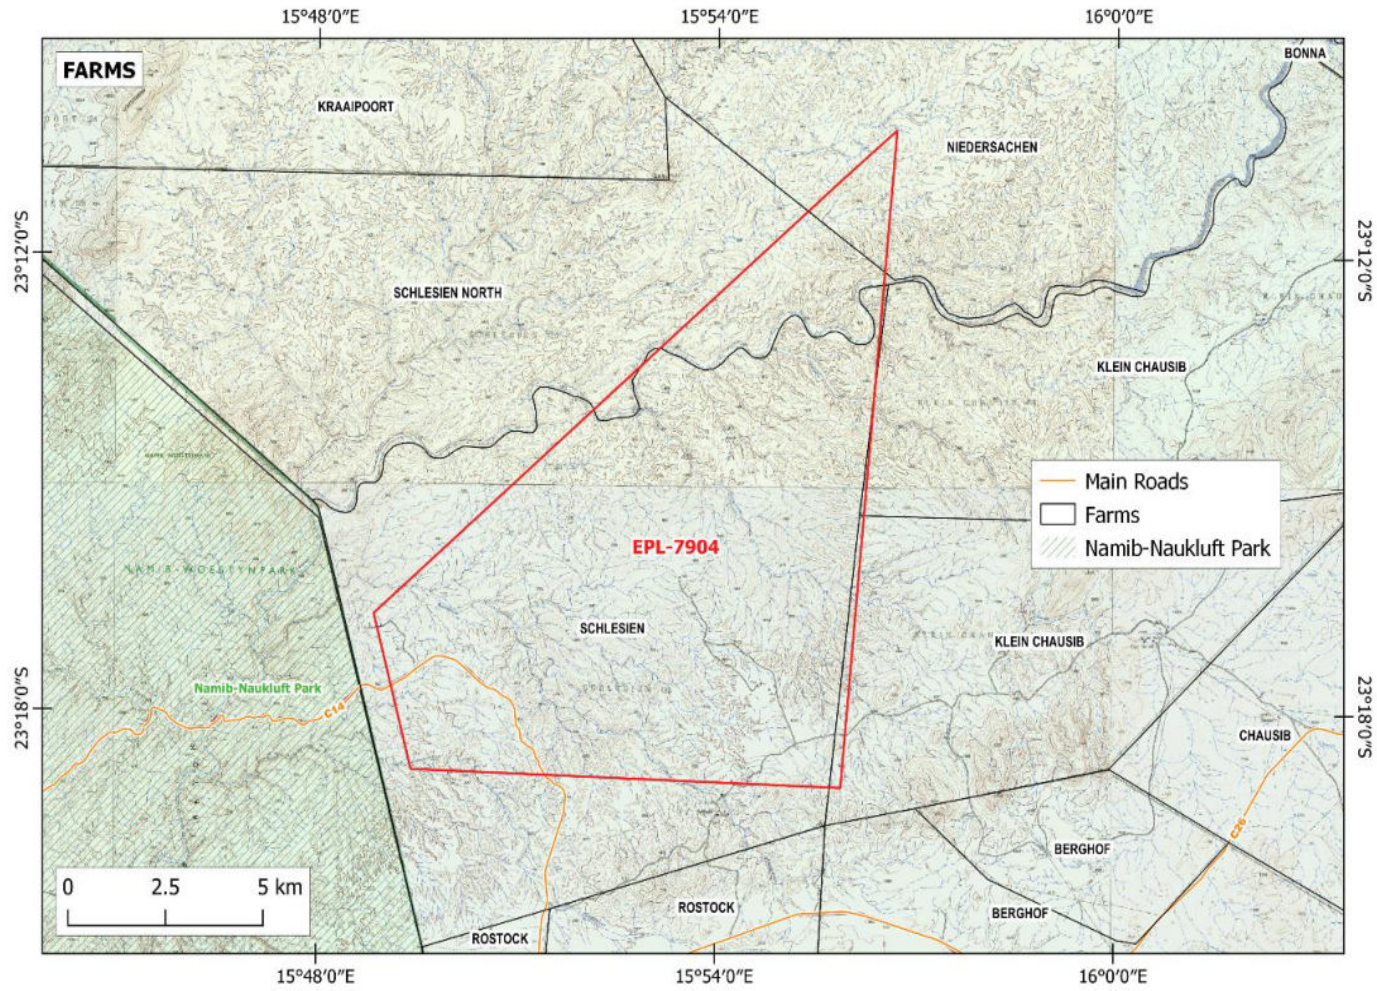 15°48′0″E
15°54′0″E
16°0′0″E
FARMS
BONNA
KRAAIPOORT
NIEDERSACHEN
23°12′0″S
23°12′0″S
SCHLESIEN NORTH
KLEIN CHAUSIB
Main Roads
Farms
Namib-Naukluft Park
EPL-7904
NAMIB-WOESTYNPARK
SCHLESIEN
KLEIN CHAUSIB
Namib-Naukluft Park
C14
23°18′0″S
23°18′0″S
CHAUSIB
C26
BERGHOF
0 2.5 5 km
ROSTOCK
BERGHOF
ROSTOCK
15°48′0″E
15°54′0″E
16°0′0″E